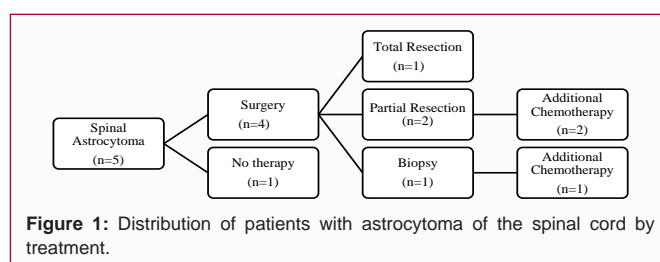 Total Resection
(n=1)
Surgery
(n=4)
Partial Resection
(n=2)
Additional
Chemotherapy
(n=2)
Spinal
Astrocytoma
(n=5)
No therapy
(n=1)
Biopsy
(n=1)
Additional
Chemotherapy
(n=1)
Figure 1: Distribution of patients with astrocytoma of the spinal cord by
treatment.